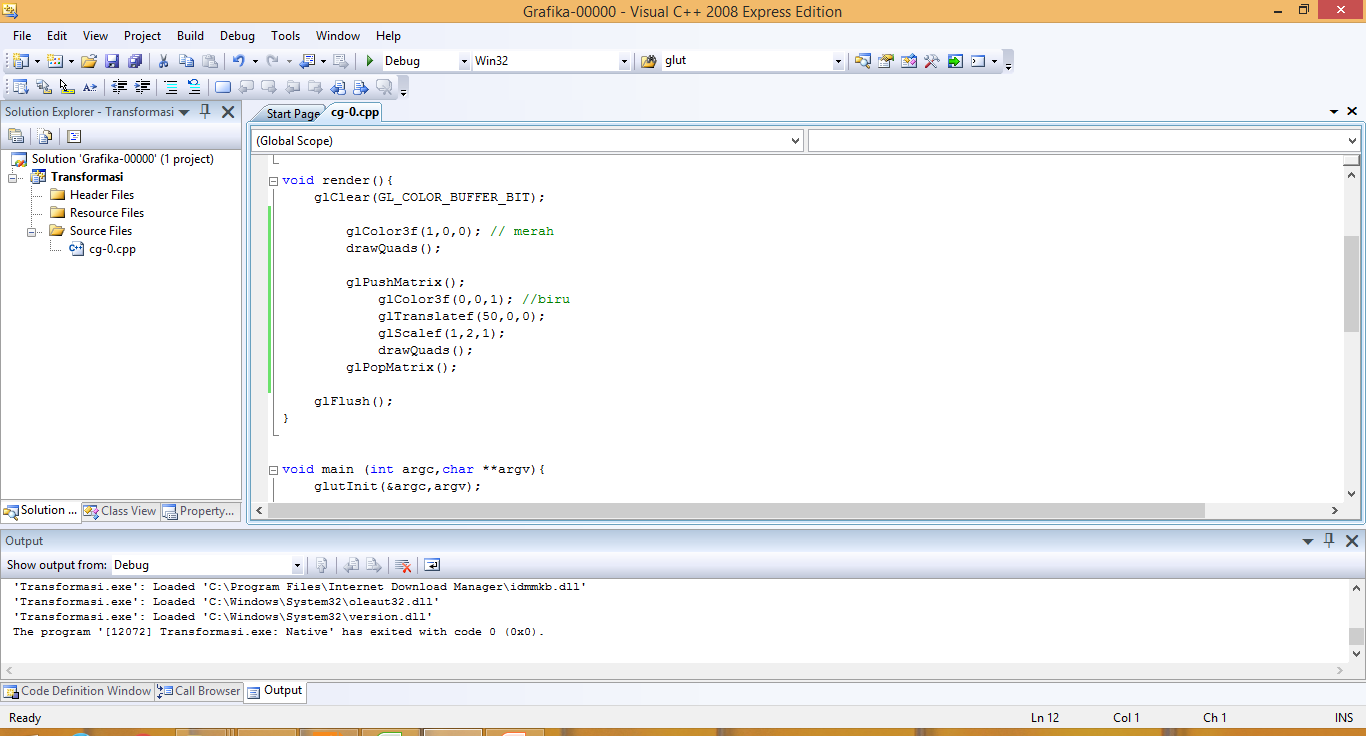 Grafika-00000 - Visual C++ 2008 Express Edition
File Edit View Project Build Debug Tools Window Help
Debug Win32 glut
Solution Explorer - Transformasi
Start Page cg-0.cpp
(Global Scope)
Solution 'Grafika-00000' (1 project)
Transformasi
Header Files
Resource Files
Source Files
cg-0.cpp
void render(){
glClear(GL_COLOR_BUFFER_BIT);
glColor3f(1,0,0); // merah
drawQuads();
glPushMatrix();
glColor3f(0,0,1); //biru
glTranslatef(50,0,0);
glScalef(1,2,1);
drawQuads();
glPopMatrix();
glFlush();
}
void main (int argc,char **argv){
glutInit(&argc,argv);
Solution ... Class View Property...
Output
Show output from: Debug
'Transformasi.exe': Loaded 'C:\Program Files\Internet Download Manager\idmmkb.dll'
'Transformasi.exe': Loaded 'C:\Windows\System32\oleaut32.dll'
'Transformasi.exe': Loaded 'C:\Windows\System32\version.dll'
The program '[12072] Transformasi.exe: Native' has exited with code 0 (0x0).
Code Definition Window Call Browser Output
Ready Ln 12 Col 1 Ch 1 INS